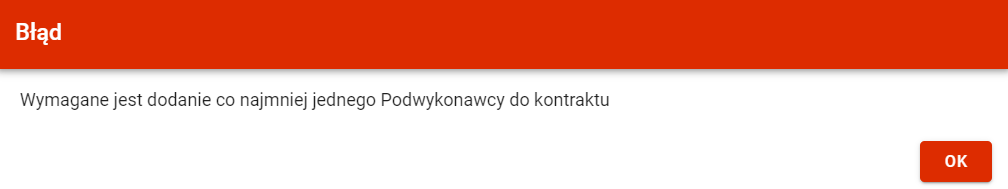 Błąd
Wymagane jest dodanie co najmniej jednego Podwykonawcy do kontraktu
OK